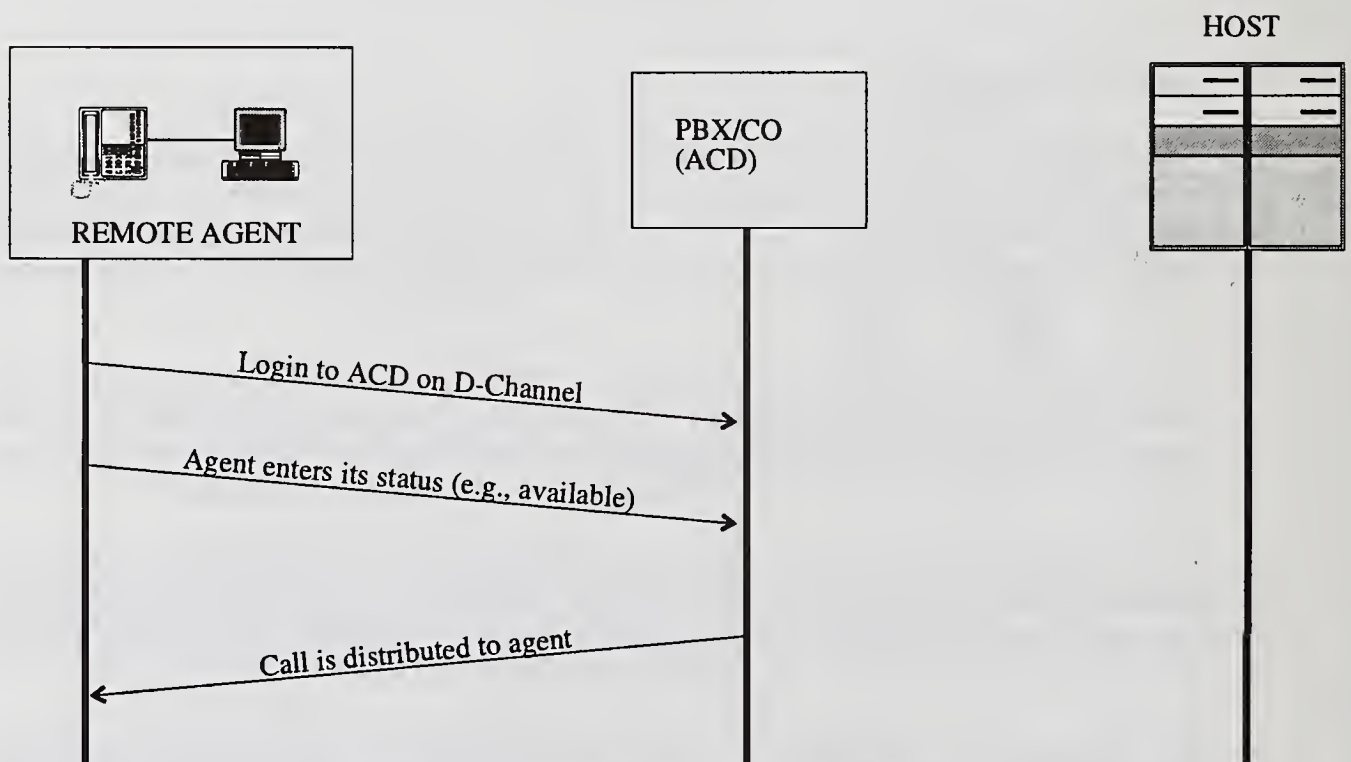 HOST
PBX/CO
(ACD)
REMOTE AGENT
Login to ACD on D-Channel
Agent enters its status (e.g., available)
Call is distributed to agent